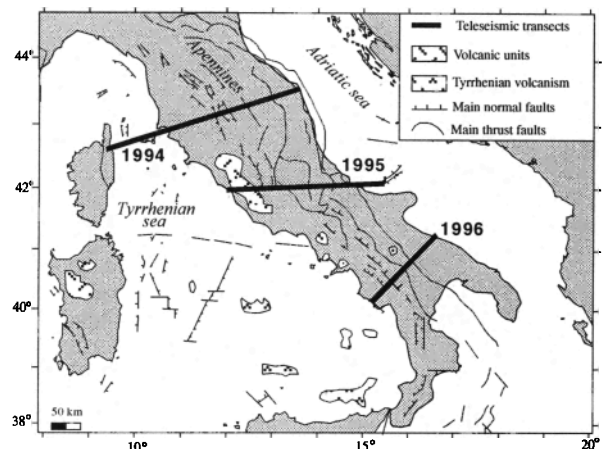 44°
42°
40°
38°
10°
15°
20°
Apennines
Adriatic sea
Tyrrhenian
sea
1994
1995
1996
50 km
Teleseismic transects
Volcanic units
Tyrrhenian volcanism
Main normal faults
Main thrust faults